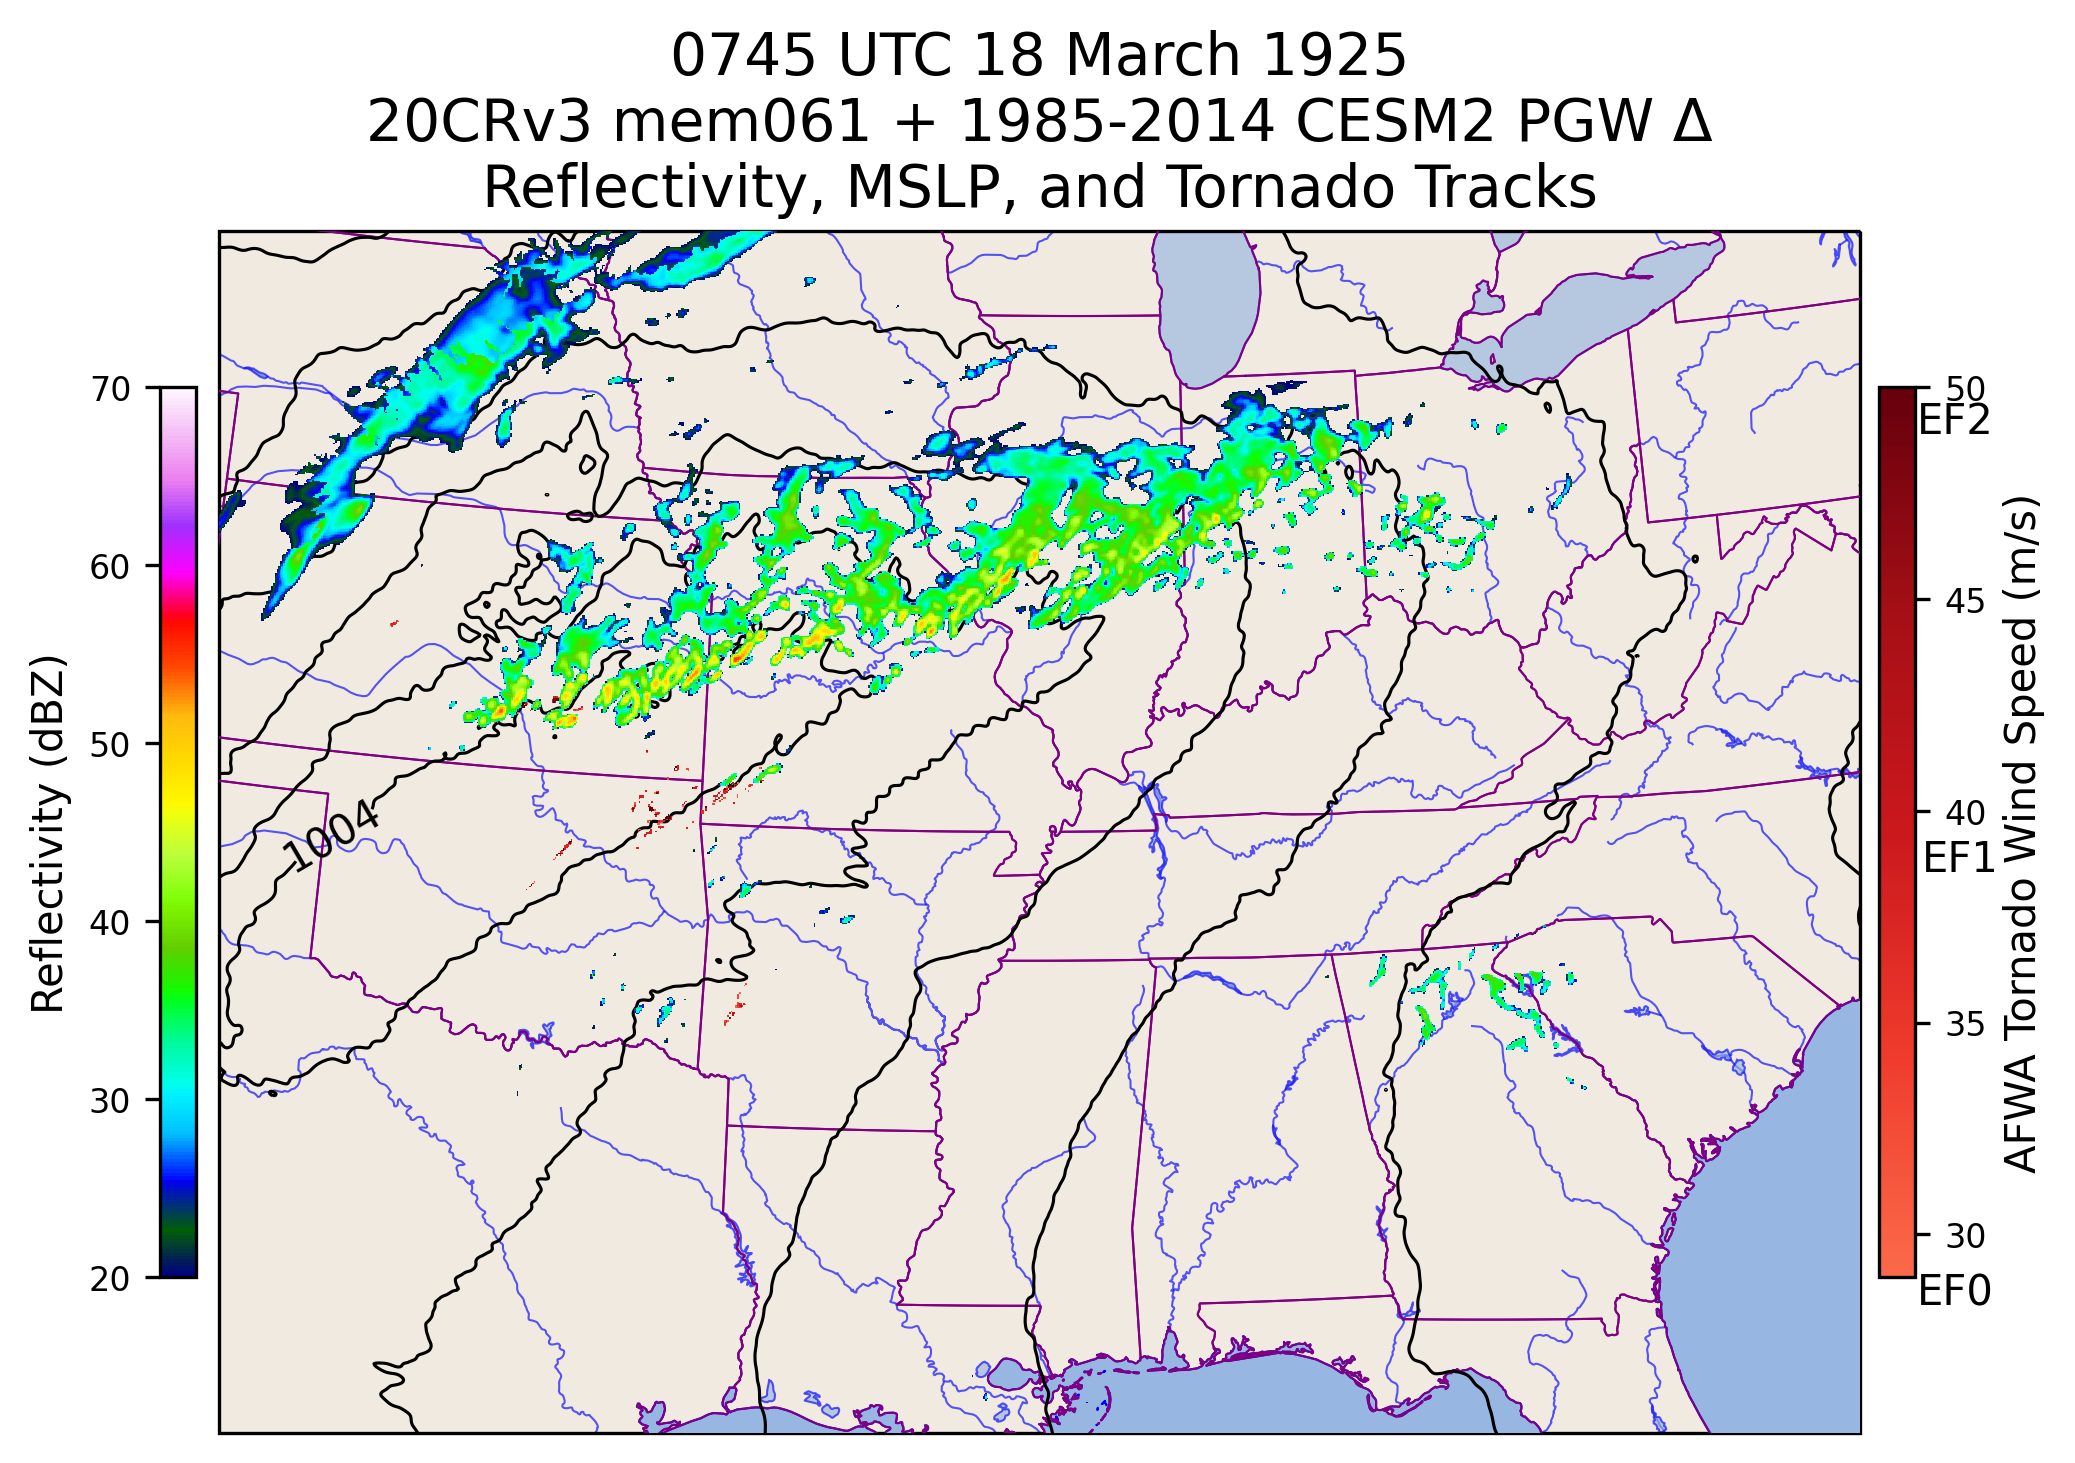 0745 UTC 18 March 1925
20CRv3 mem061 + 1985-2014 CESM2 PGW Δ
Reflectivity, MSLP, and Tornado Tracks
70
60
50
40
30
20
Reflectivity (dBZ)
1004
50
EF2
45
40
EF1
35
30
EF0
AFWA Tornado Wind Speed (m/s)